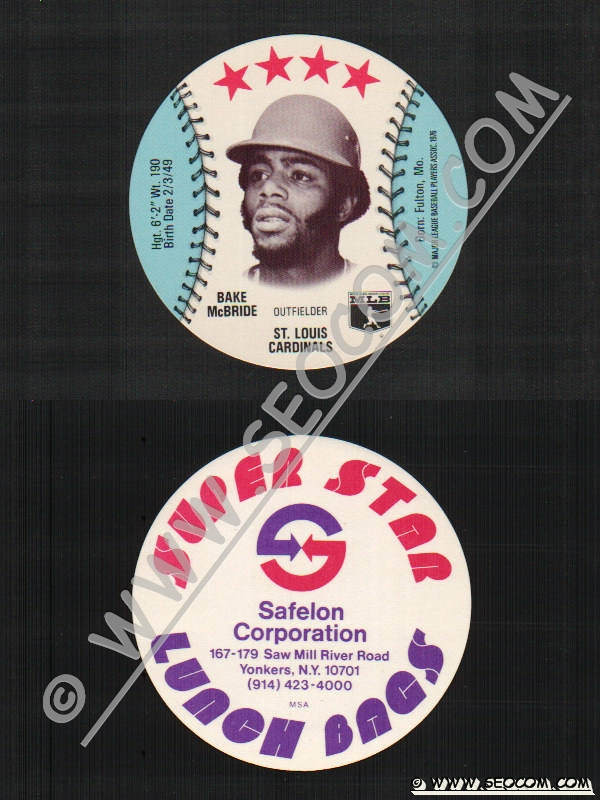 Hgt. 6'-2" Wt. 190
Birth Date 2/3/49
Born: Fulton, Mo.
© MAJOR LEAGUE BASEBALL PLAYERS ASSOC. 1976
BAKE
McBRIDE
OUTFIELDER
MLB
ST. LOUIS
CARDINALS
SUPER STAR
Safelon
Corporation
167-179 Saw Mill River Road
Yonkers, N.Y. 10701
(914) 423-4000
MSA
LUNCH BAGS
© WWW.SEOCOM.COM
© WWW.SEOCOM.COM